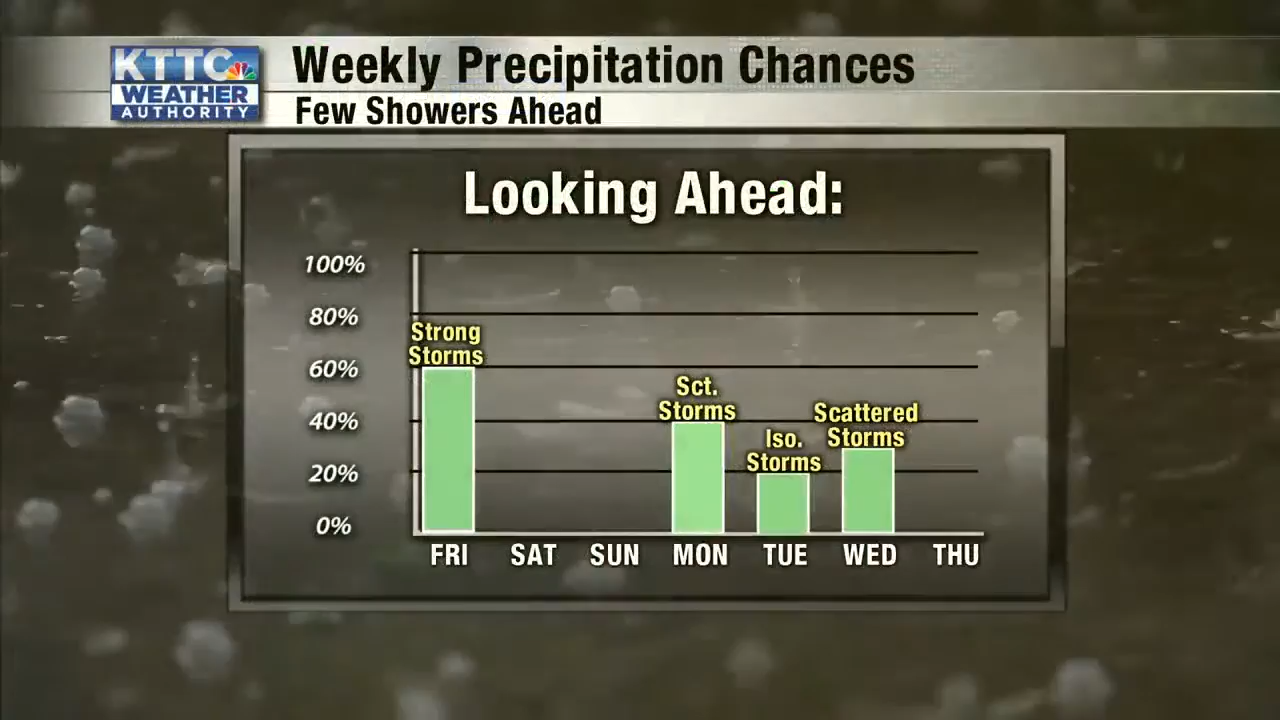 KTTC
WEATHER
AUTHORITY
Weekly Precipitation Chances
Few Showers Ahead
Looking Ahead:
100%
80%
60%
40%
20%
0%
Strong
Storms
Sct.
Storms
Iso.
Storms
Scattered
Storms
FRI SAT SUN MON TUE WED THU